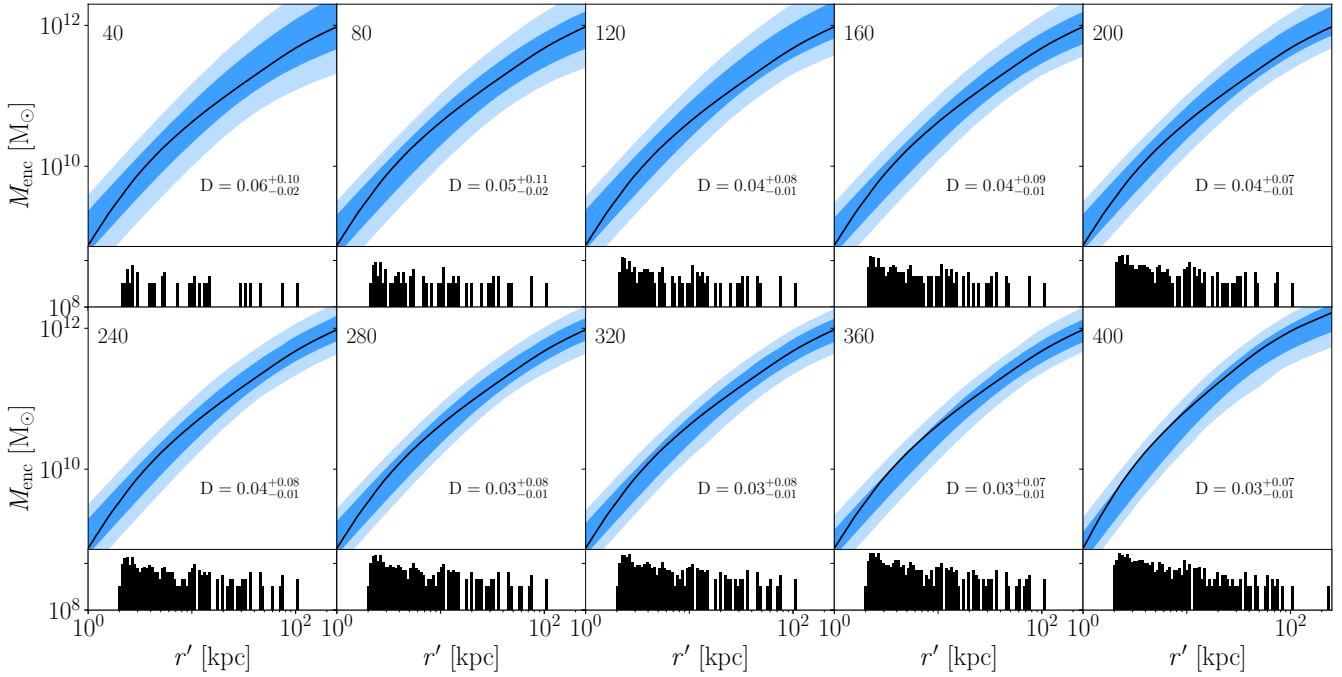 10^12
M_enc [M_⊙]
10^10
10^8
40
D = 0.06^{+0.10}_{-0.02}
80
D = 0.05^{+0.11}_{-0.02}
120
D = 0.04^{+0.08}_{-0.01}
160
D = 0.04^{+0.09}_{-0.01}
200
D = 0.04^{+0.07}_{-0.01}
10^12
M_enc [M_⊙]
10^10
10^8
240
D = 0.04^{+0.08}_{-0.01}
280
D = 0.03^{+0.08}_{-0.01}
320
D = 0.03^{+0.08}_{-0.01}
360
D = 0.03^{+0.07}_{-0.01}
400
D = 0.03^{+0.07}_{-0.01}
10^0 10^2 10^0 10^2 10^0 10^2 10^0 10^2 10^0 10^2
r′ [kpc] r′ [kpc] r′ [kpc] r′ [kpc] r′ [kpc]